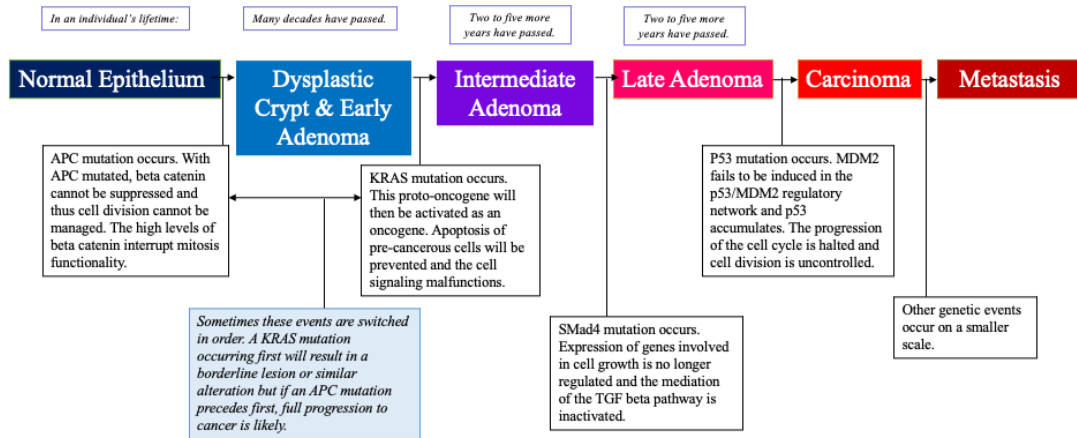 In an individual's lifetime:
Many decades have passed.
Two to five more
years have passed.
Two to five more
years have passed.
Normal Epithelium
Dysplastic
Crypt & Early
Adenoma
Intermediate
Adenoma
Late Adenoma
Carcinoma
Metastasis
APC mutation occurs. With
APC mutated, beta catenin
cannot be suppressed and
thus cell division cannot be
managed. The high levels of
beta catenin interrupt mitosis
functionality.
KRAS mutation occurs.
This proto-oncogene will
then be activated as an
oncogene. Apoptosis of
pre-cancerous cells will be
prevented and the cell
signaling malfunctions.
P53 mutation occurs. MDM2
fails to be induced in the
p53/MDM2 regulatory
network and p53
accumulates. The progression
of the cell cycle is halted and
cell division is uncontrolled.
Sometimes these events are switched
in order. A KRAS mutation
occurring first will result in a
borderline lesion or similar
alteration but if an APC mutation
precedes first, full progression to
cancer is likely.
SMad4 mutation occurs.
Expression of genes involved
in cell growth is no longer
regulated and the mediation
of the TGF beta pathway is
inactivated.
Other genetic events
occur on a smaller
scale.